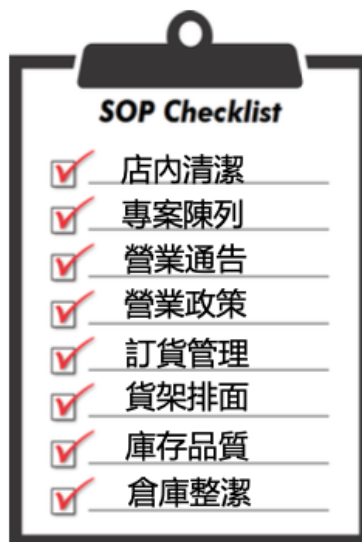 SOP Checklist
店內清潔
專案陳列
營業通告
營業政策
訂貨管理
貨架排面
庫存品質
倉庫整潔